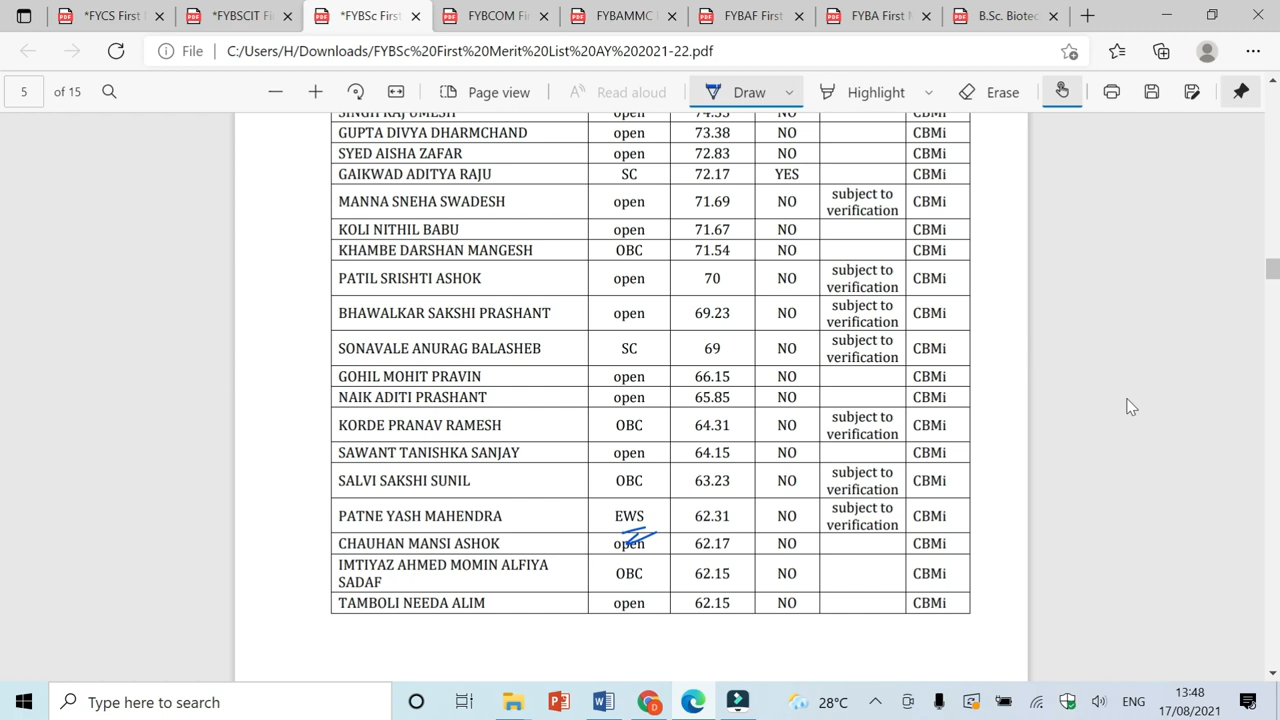 *FYCS First M
*FYBSCIT Firs
*FYBSc First
FYBCOM First
FYBAMMC F
FYBAF First
FYBA First M
B.Sc. Biotec
File C:/Users/H/Downloads/FYBSc%20First%20Merit%20List%20AY%202021-22.pdf
5 of 15
Page view
Read aloud
Draw
Highlight
Erase
SINGH RAJ UMESH open 74.33 NO CBMi
GUPTA DIVYA DHARMCHAND open 73.38 NO CBMi
SYED AISHA ZAFAR open 72.83 NO CBMi
GAIKWAD ADITYA RAJU SC 72.17 YES CBMi
MANNA SNEHA SWADESH open 71.69 NO subject to verification CBMi
KOLI NITHIL BABU open 71.67 NO CBMi
KHAMBE DARSHAN MANGESH OBC 71.54 NO CBMi
PATIL SRISHTI ASHOK open 70 NO subject to verification CBMi
BHAWALKAR SAKSHI PRASHANT open 69.23 NO subject to verification CBMi
SONAVALE ANURAG BALASHEB SC 69 NO subject to verification CBMi
GOHIL MOHIT PRAVIN open 66.15 NO CBMi
NAIK ADITI PRASHANT open 65.85 NO CBMi
KORDE PRANAV RAMESH OBC 64.31 NO subject to verification CBMi
SAWANT TANISHKA SANJAY open 64.15 NO CBMi
SALVI SAKSHI SUNIL OBC 63.23 NO subject to verification CBMi
PATNE YASH MAHENDRA EWS 62.31 NO subject to verification CBMi
CHAUHAN MANSI ASHOK open 62.17 NO CBMi
IMTIYAZ AHMED MOMIN ALFIYA SADAF OBC 62.15 NO CBMi
TAMBOLI NEEDA ALIM open 62.15 NO CBMi
Type here to search
28°C
ENG
13:48
17/08/2021